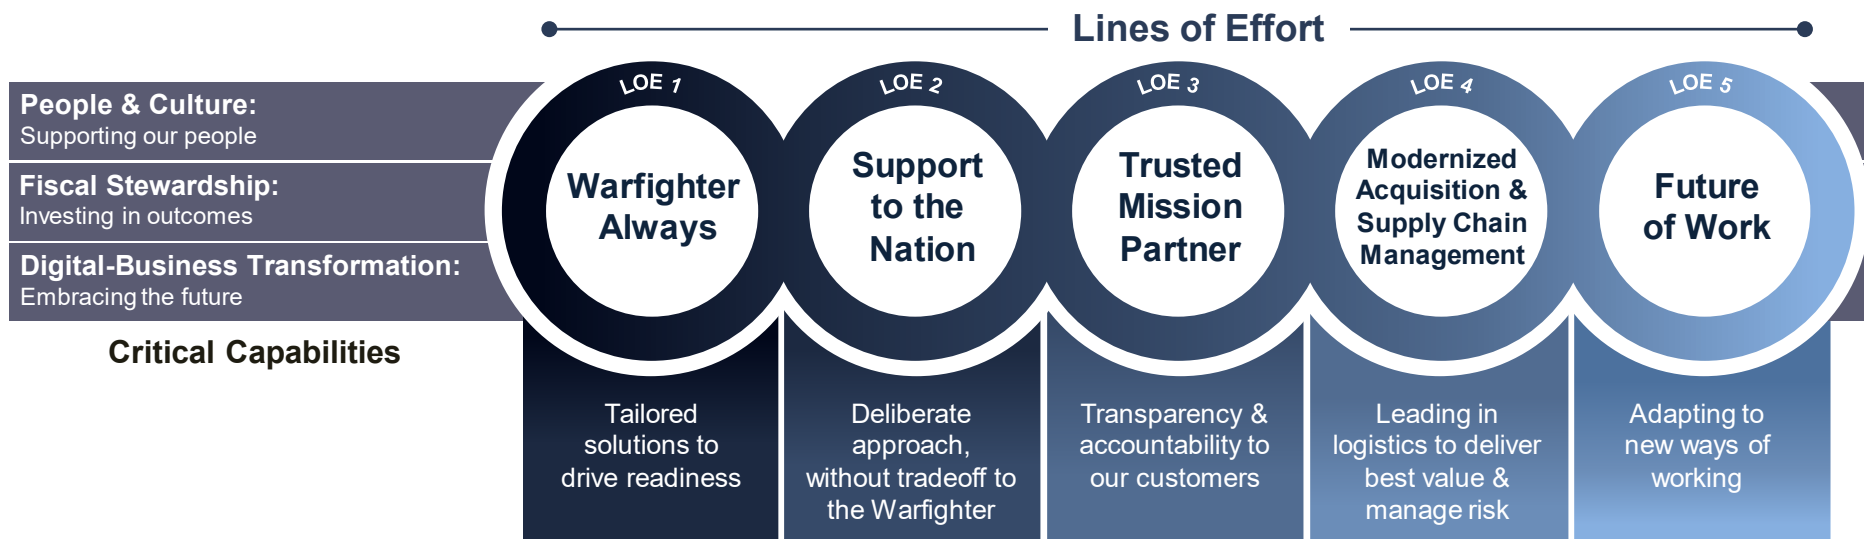 Lines of Effort
People & Culture:
Supporting our people
Fiscal Stewardship:
Investing in outcomes
Digital-Business Transformation:
Embracing the future
Critical Capabilities
LOE 1
Warfighter
Always
Tailored
solutions to
drive readiness
LOE 2
Support
to the
Nation
Deliberate
approach,
without tradeoff to
the Warfighter
LOE 3
Trusted
Mission
Partner
Transparency &
accountability to
our customers
LOE 4
Modernized
Acquisition &
Supply Chain
Management
Leading in
logistics to deliver
best value &
manage risk
LOE 5
Future
of Work
Adapting to
new ways of
working